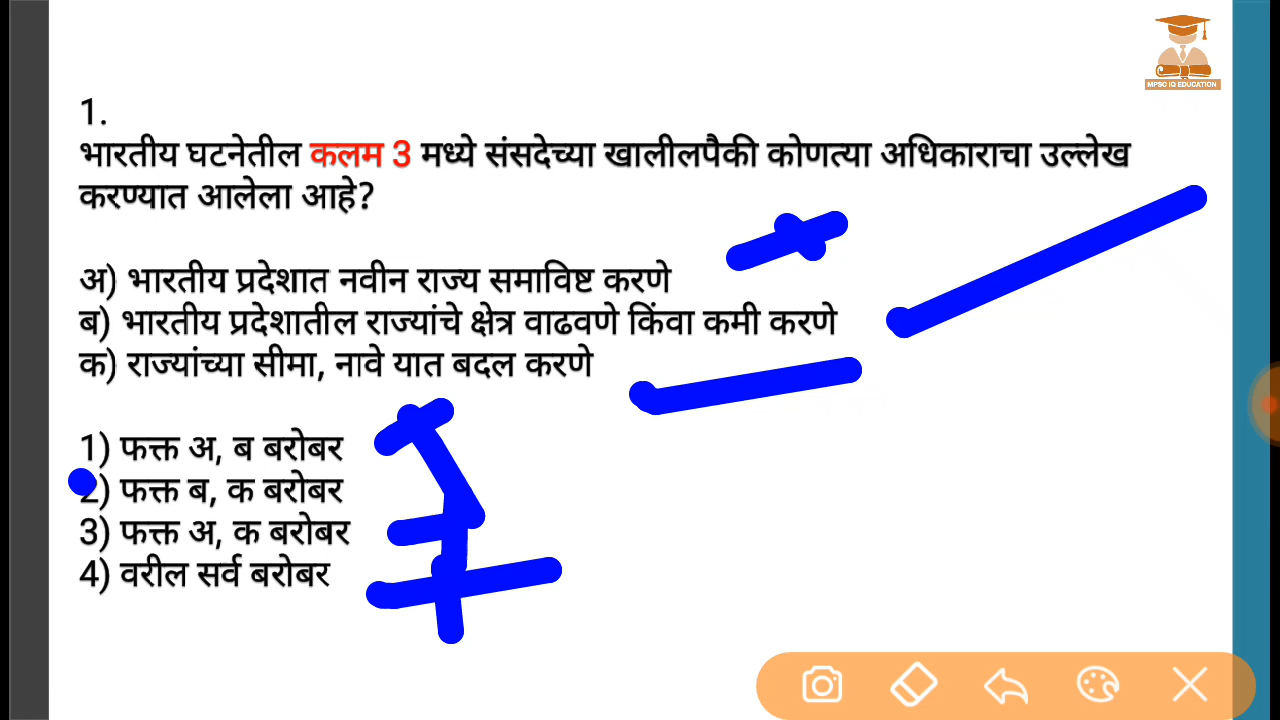 MPSC IQ EDUCATION
1.
भारतीय घटनेतील कलम 3 मध्ये संसदेच्या खालीलपैकी कोणत्या अधिकाराचा उल्लेख
करण्यात आलेला आहे?
अ) भारतीय प्रदेशात नवीन राज्य समाविष्ट करणे
ब) भारतीय प्रदेशातील राज्यांचे क्षेत्र वाढवणे किंवा कमी करणे
क) राज्यांच्या सीमा, नावे यात बदल करणे
1) फक्त अ, ब बरोबर
2) फक्त ब, क बरोबर
3) फक्त अ, क बरोबर
4) वरील सर्व बरोबर